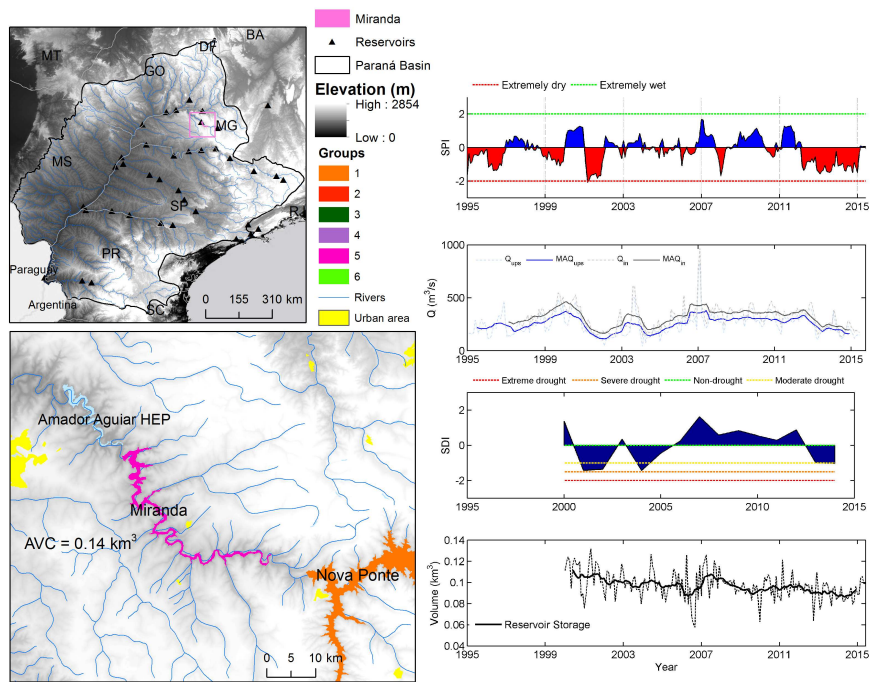 MT
DF
BA
GO
MG
MS
SP
PR
Paraguay
Argentina
SC
0 155 310 km
Miranda
Reservoirs
Paraná Basin
Elevation (m)
High : 2854
Low : 0
Groups
1
2
3
4
5
6
Rivers
Urban area
Amador Aguiar HEP
Miranda
AVC = 0.14 km³
Nova Ponte
0 5 10 km
Extremely dry Extremely wet
2
0
-2
SPI
1995 1999 2003 2007 2011 2015
1000
500
0
Q (m³/s)
Q_ups MAQ_ups Q_in MAQ_in
1995 1999 2003 2007 2011 2015
Extreme drought Severe drought Non-drought Moderate drought
2
0
-2
SDI
2000 2005 2010 2015
0.14
0.12
0.1
0.08
0.06
0.04
Volume (km³)
Reservoir Storage
1995 1999 2003 2007 2011 2015
Year